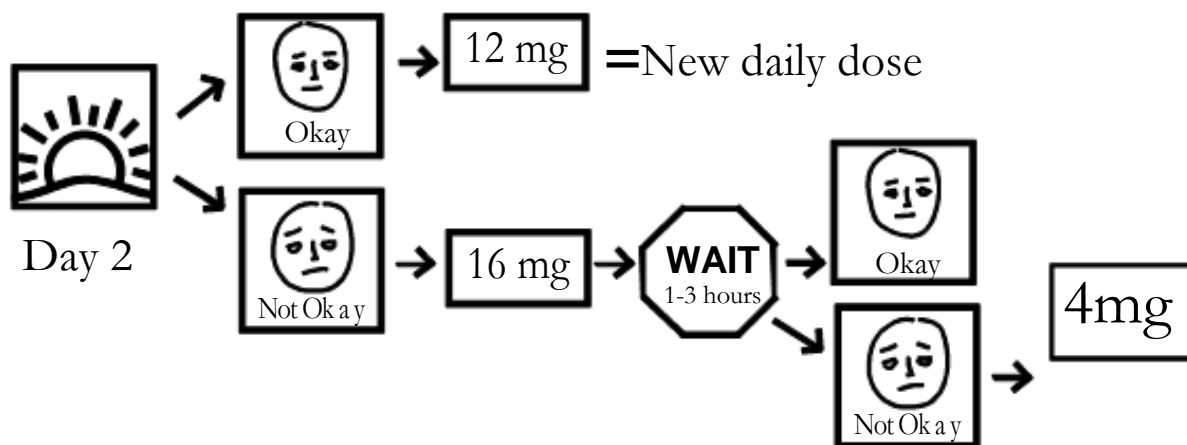 12 mg =New daily dose
Okay
Day 2
Not Okay
16 mg
WAIT
1-3 hours
Okay
Not Okay
4mg